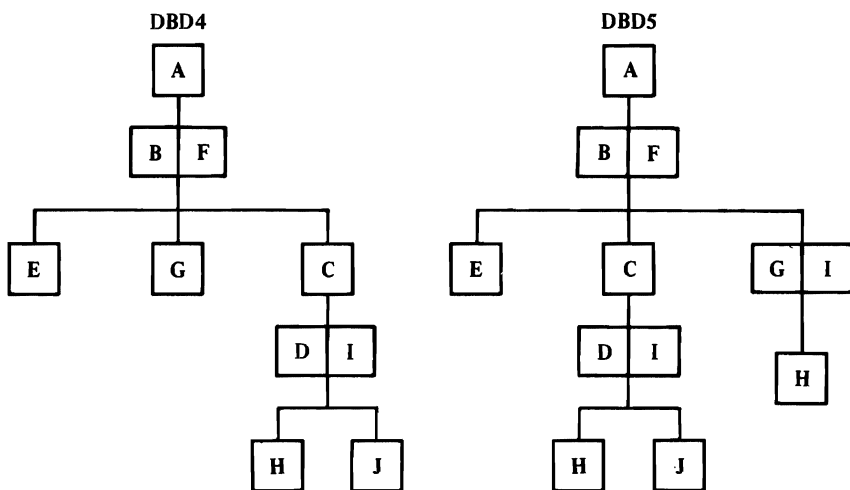 DBD4 DBD5
A A
B F B F
E G C E C G I
D I D I
H
H J H J